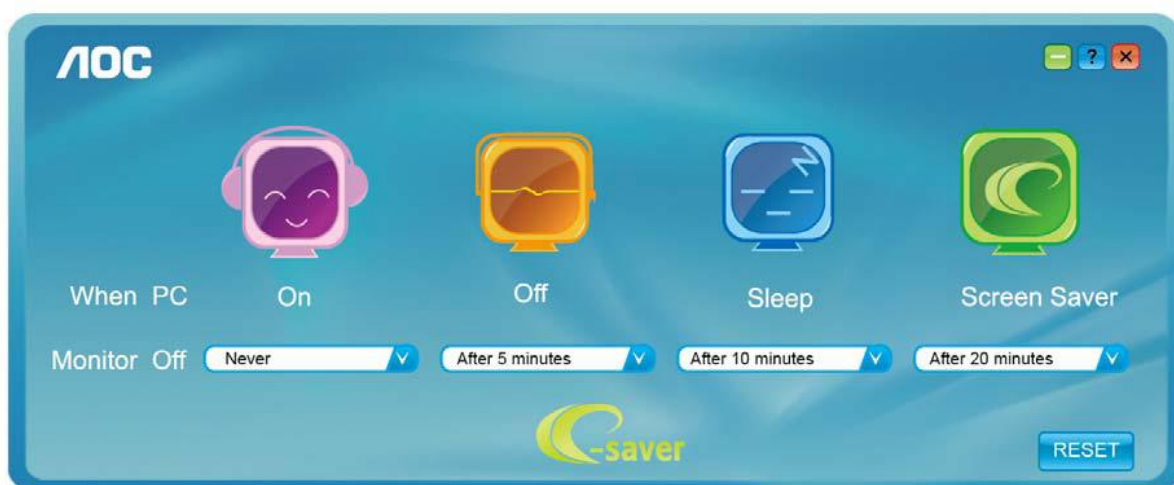 AOC
?
When PC On Off Sleep Screen Saver
Monitor Off Never After 5 minutes After 10 minutes After 20 minutes
e-saver
RESET